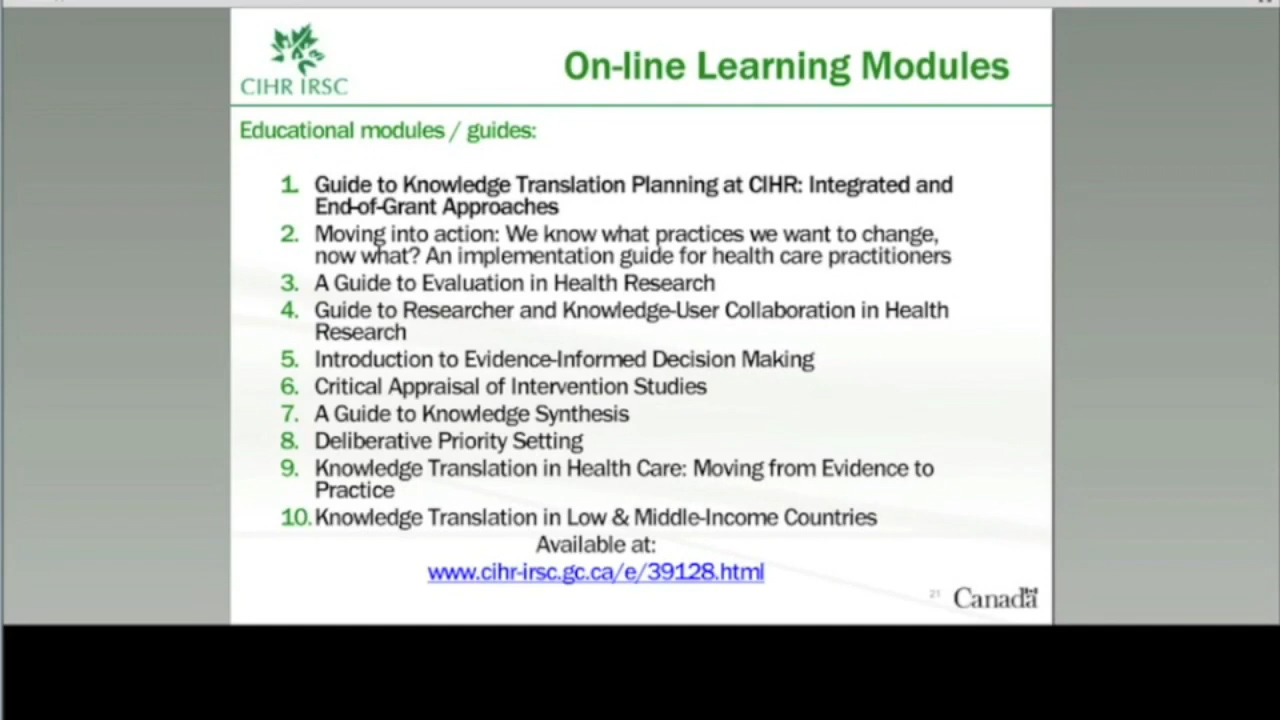 CIHR IRSC
On-line Learning Modules
Educational modules / guides:
1. Guide to Knowledge Translation Planning at CIHR: Integrated and
End-of-Grant Approaches
2. Moving into action: We know what practices we want to change,
now what? An implementation guide for health care practitioners
3. A Guide to Evaluation in Health Research
4. Guide to Researcher and Knowledge-User Collaboration in Health
Research
5. Introduction to Evidence-Informed Decision Making
6. Critical Appraisal of Intervention Studies
7. A Guide to Knowledge Synthesis
8. Deliberative Priority Setting
9. Knowledge Translation in Health Care: Moving from Evidence to
Practice
10. Knowledge Translation in Low & Middle-Income Countries
Available at:
www.cihr-irsc.gc.ca/e/39128.html
21
Canada